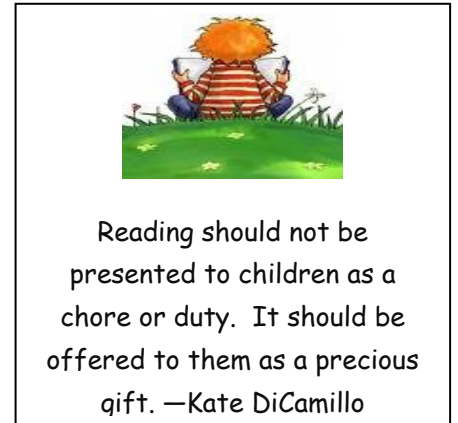 Reading should not be
presented to children as a
chore or duty.  It should be
offered to them as a precious
gift. —Kate DiCamillo